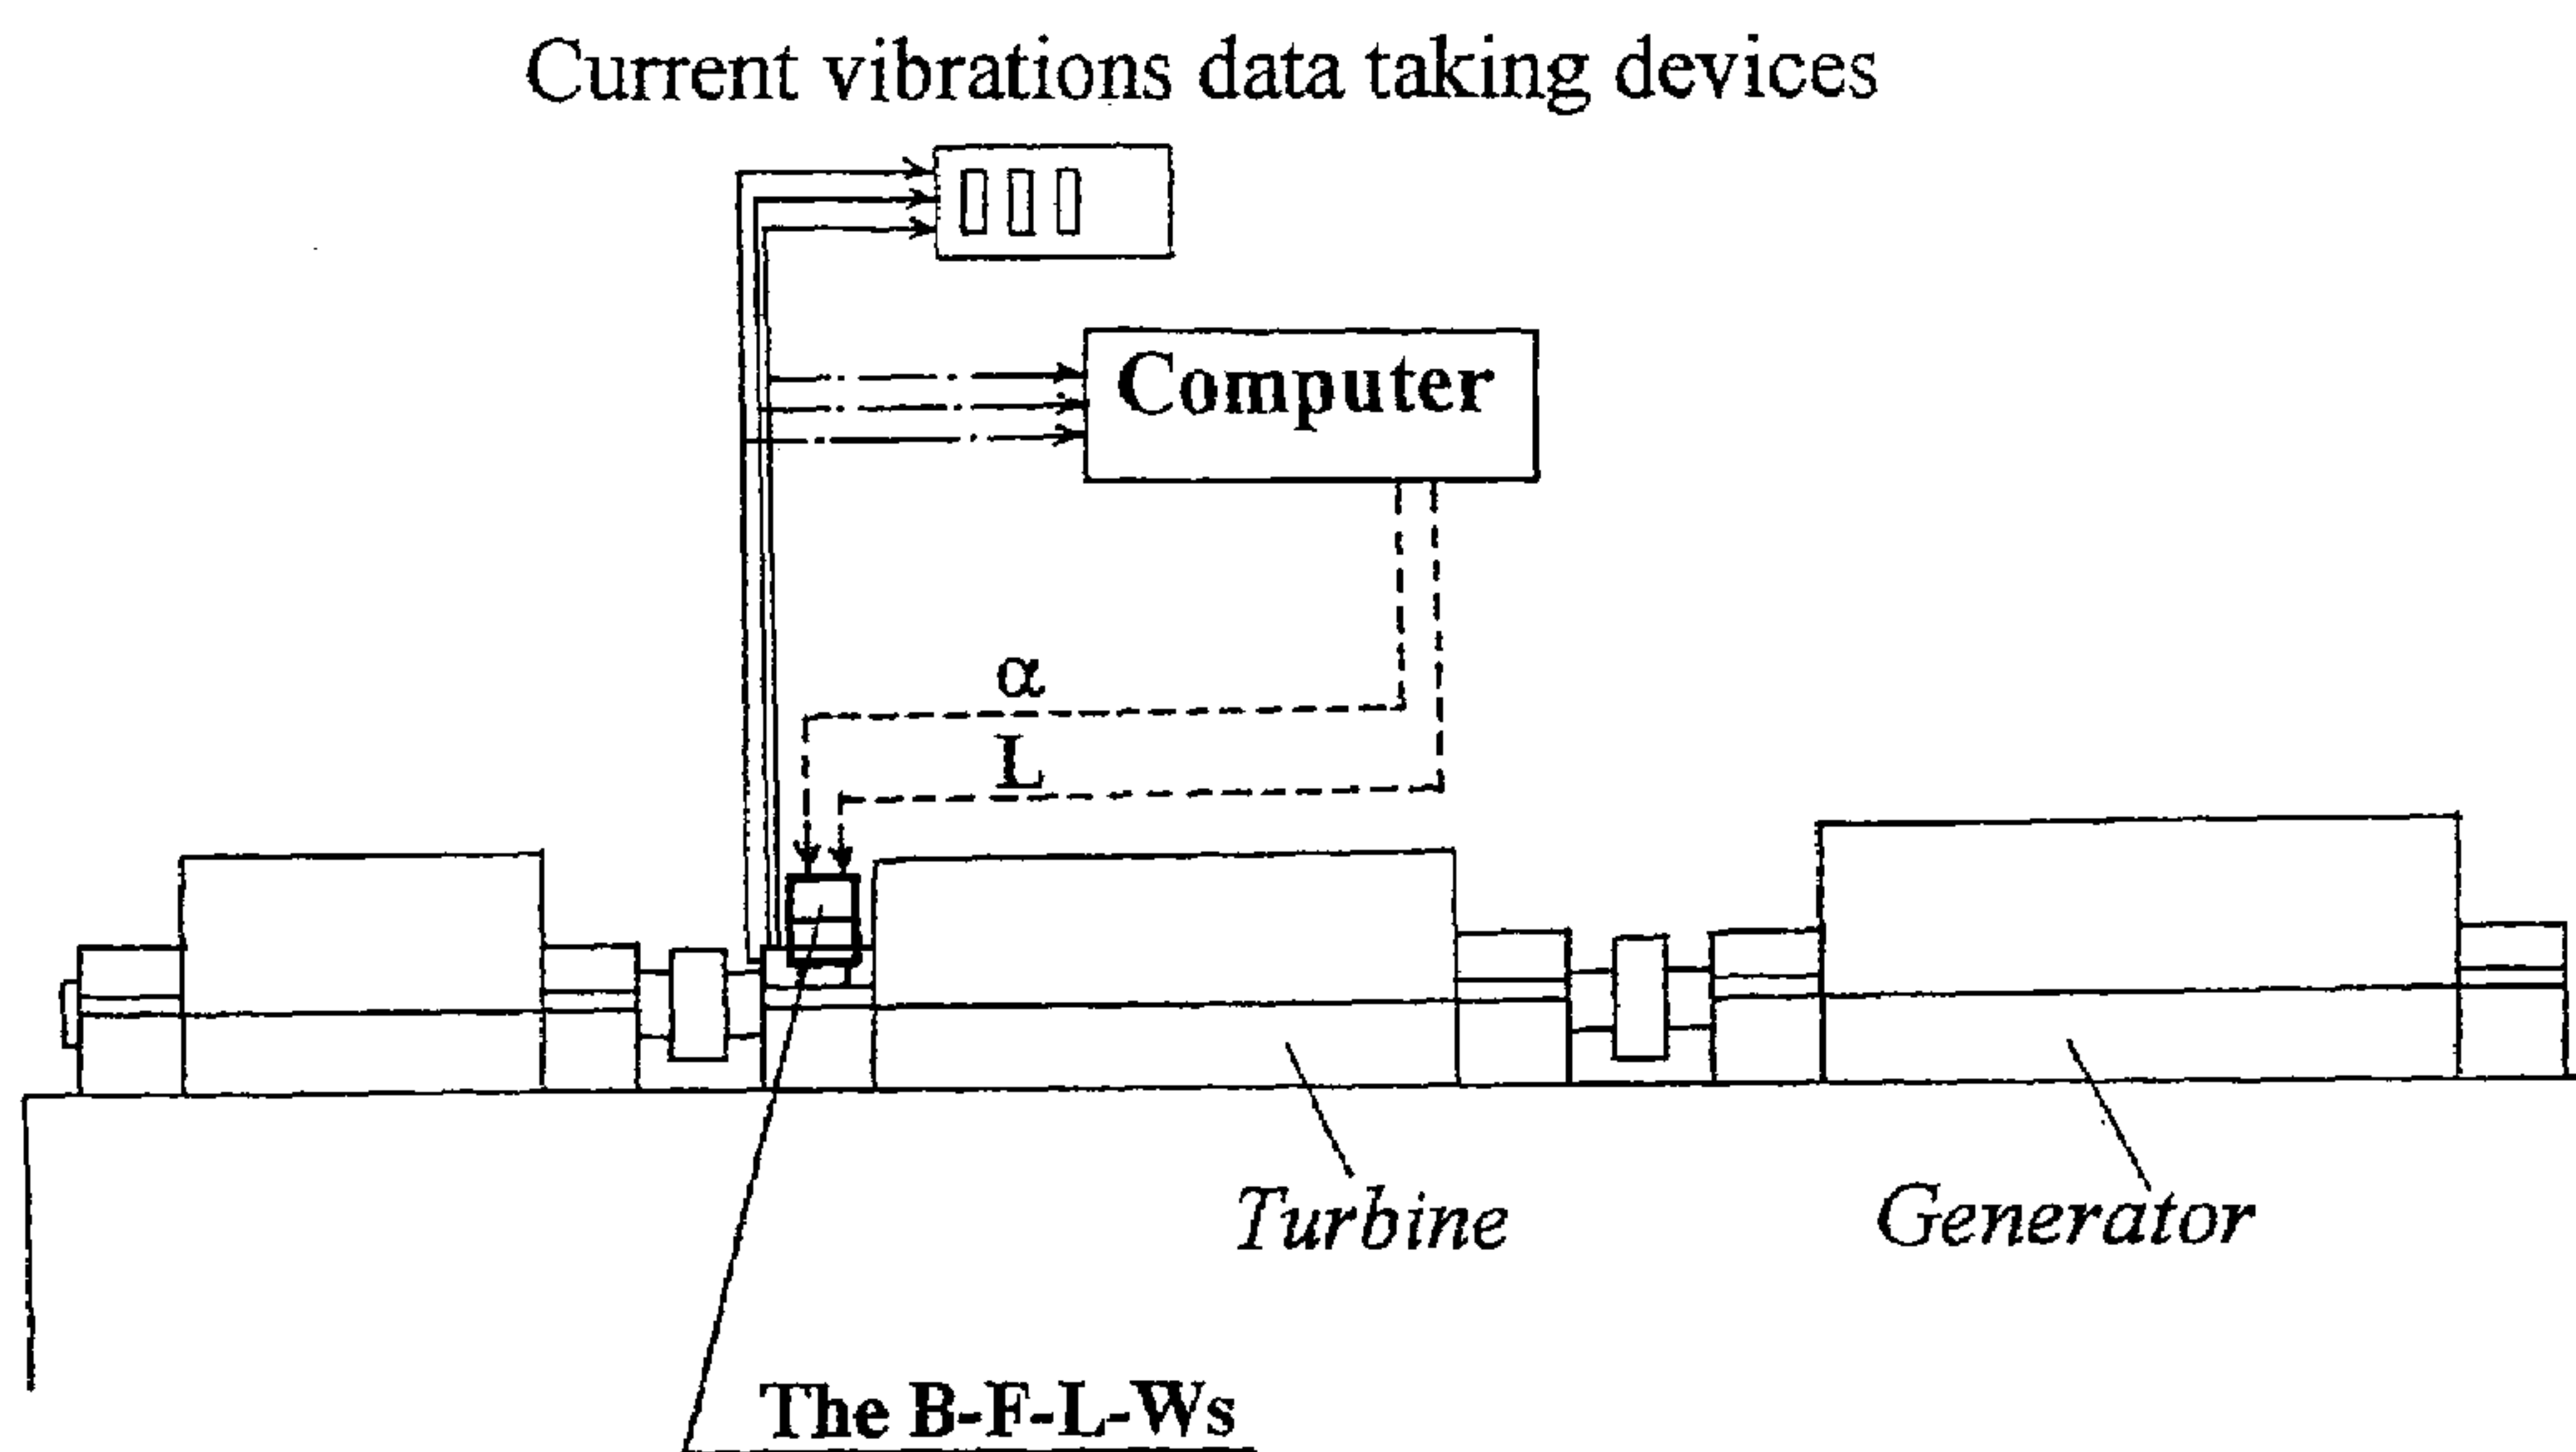 Current vibrations data taking devices
Computer
α
L
Turbine
Generator
The B-F-L-Ws